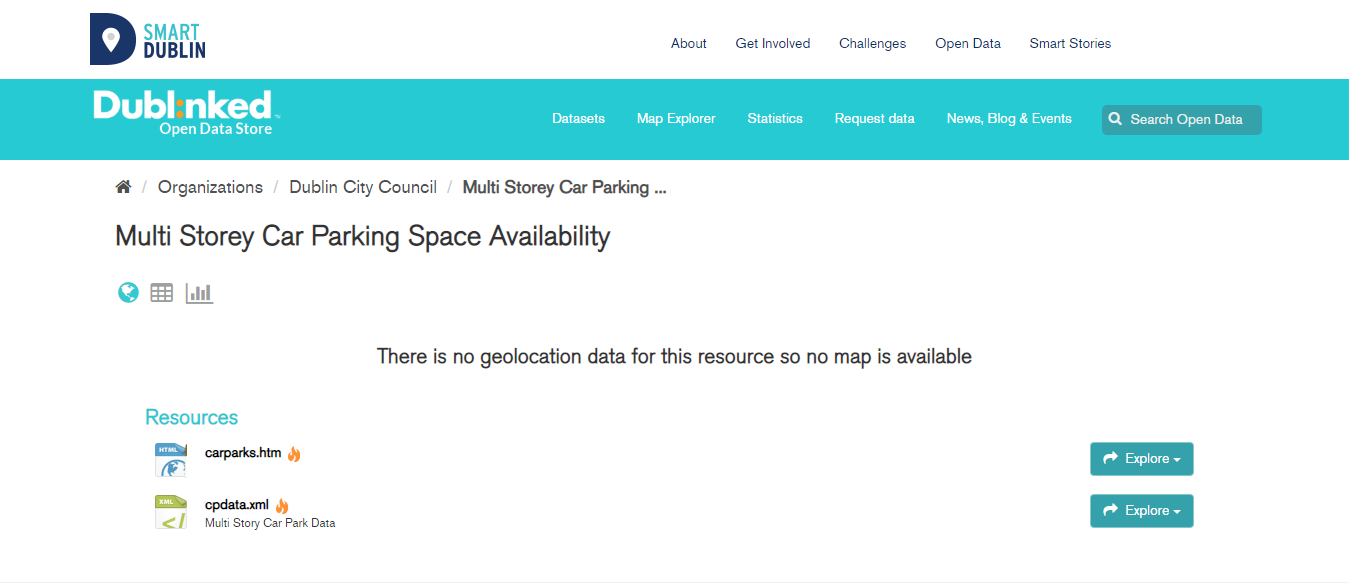 SMART
DUBLIN
About Get Involved Challenges Open Data Smart Stories
Dubl:nked™
Open Data Store
Datasets Map Explorer Statistics Request data News, Blog & Events Search Open Data
/ Organizations / Dublin City Council / Multi Storey Car Parking ...
Multi Storey Car Parking Space Availability
There is no geolocation data for this resource so no map is available
Resources
HTML carparks.htm Explore
XML cpdata.xml Explore
</ Multi Story Car Park Data